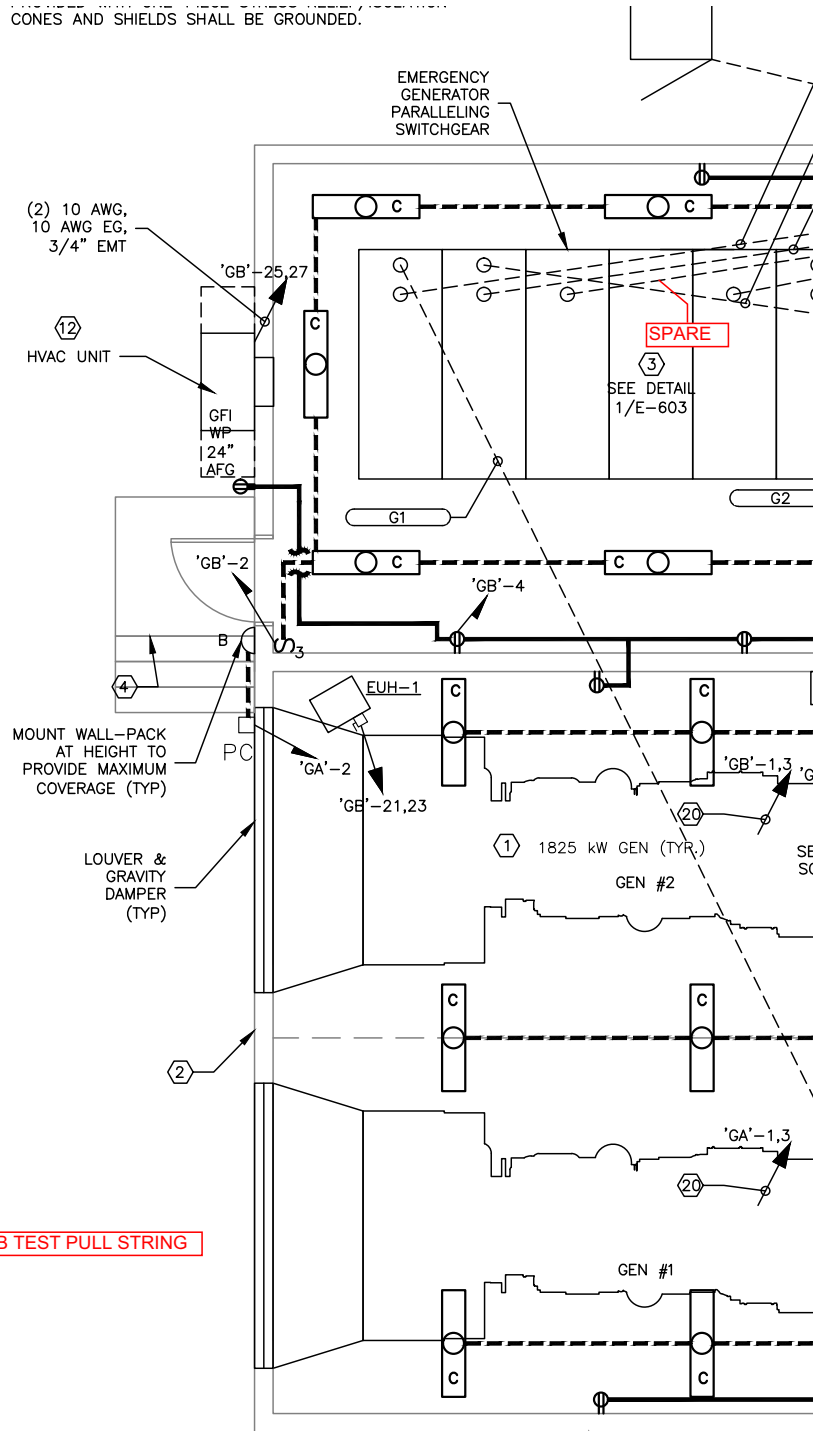 CONES AND SHIELDS SHALL BE GROUNDED.
EMERGENCY
GENERATOR
PARALLELING
SWITCHGEAR
C
C
(2) 10 AWG,
10 AWG EG,
3/4" EMT
'GB'-25,27
12
HVAC UNIT
C
SPARE
3
SEE DETAIL
1/E-603
GFI
WP
24"
AFG
G1
G2
'GB'-2
C
C
'GB'-4
B
S3
4
EUH-1
C
C
MOUNT WALL-PACK
AT HEIGHT TO
PROVIDE MAXIMUM
COVERAGE (TYP)
PC
'GA'-2
'GB'-21,23
'GB'-1,3
20
1
1825 kW GEN (TYP.)
GEN #2
LOUVER &
GRAVITY
DAMPER
(TYP)
C
C
2
'GA'-1,3
20
TEST PULL STRING
GEN #1
C
C